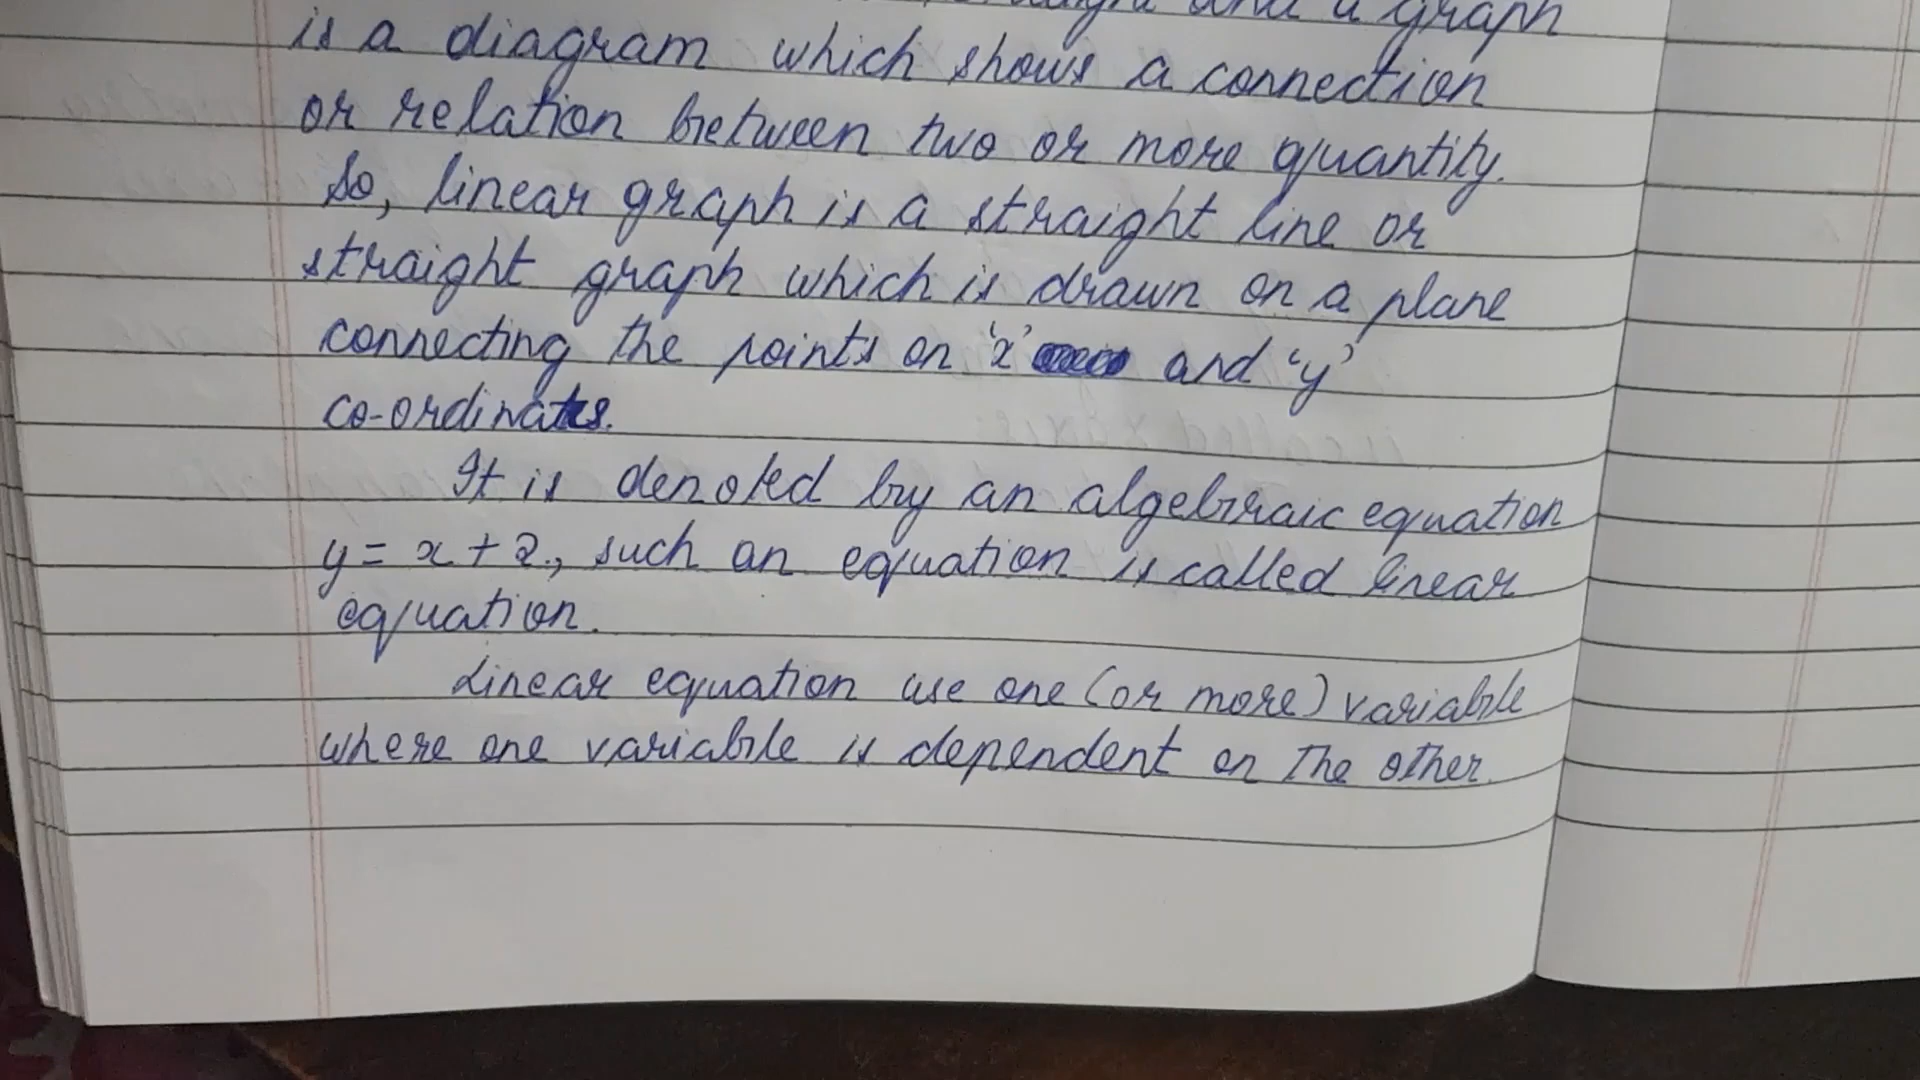 and a graph
is a diagram which shows a connection
or relation between two or more quantity.
So, linear graph is a straight line or
straight graph which is drawn on a plane
connecting the points on 'x' and 'y'
co-ordinates.
It is denoted by an algebraic equation
y = x + 2., such an equation is called linear
equation.
Linear equation use one (or more) variable
where one variable is dependent on the other.